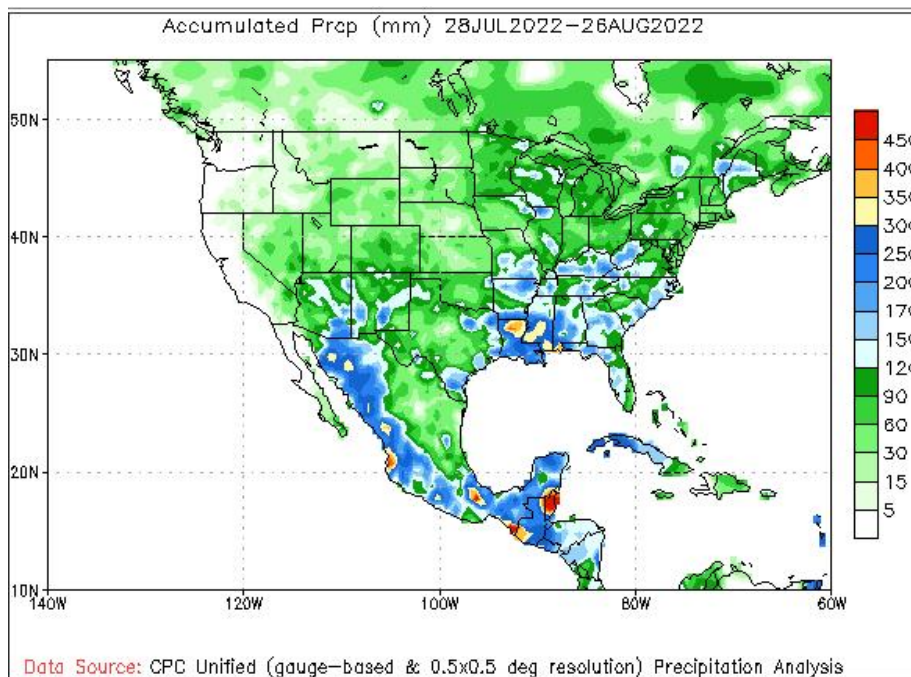 Accumulated Prcp (mm) 28JUL2022-26AUG2022
50N
40N
30N
20N
10N
140W
120W
100W
80W
60W
450
400
350
300
250
200
170
150
120
90
60
30
15
5
Data Source: CPC Unified (gauge-based & 0.5x0.5 deg resolution) Precipitation Analysis